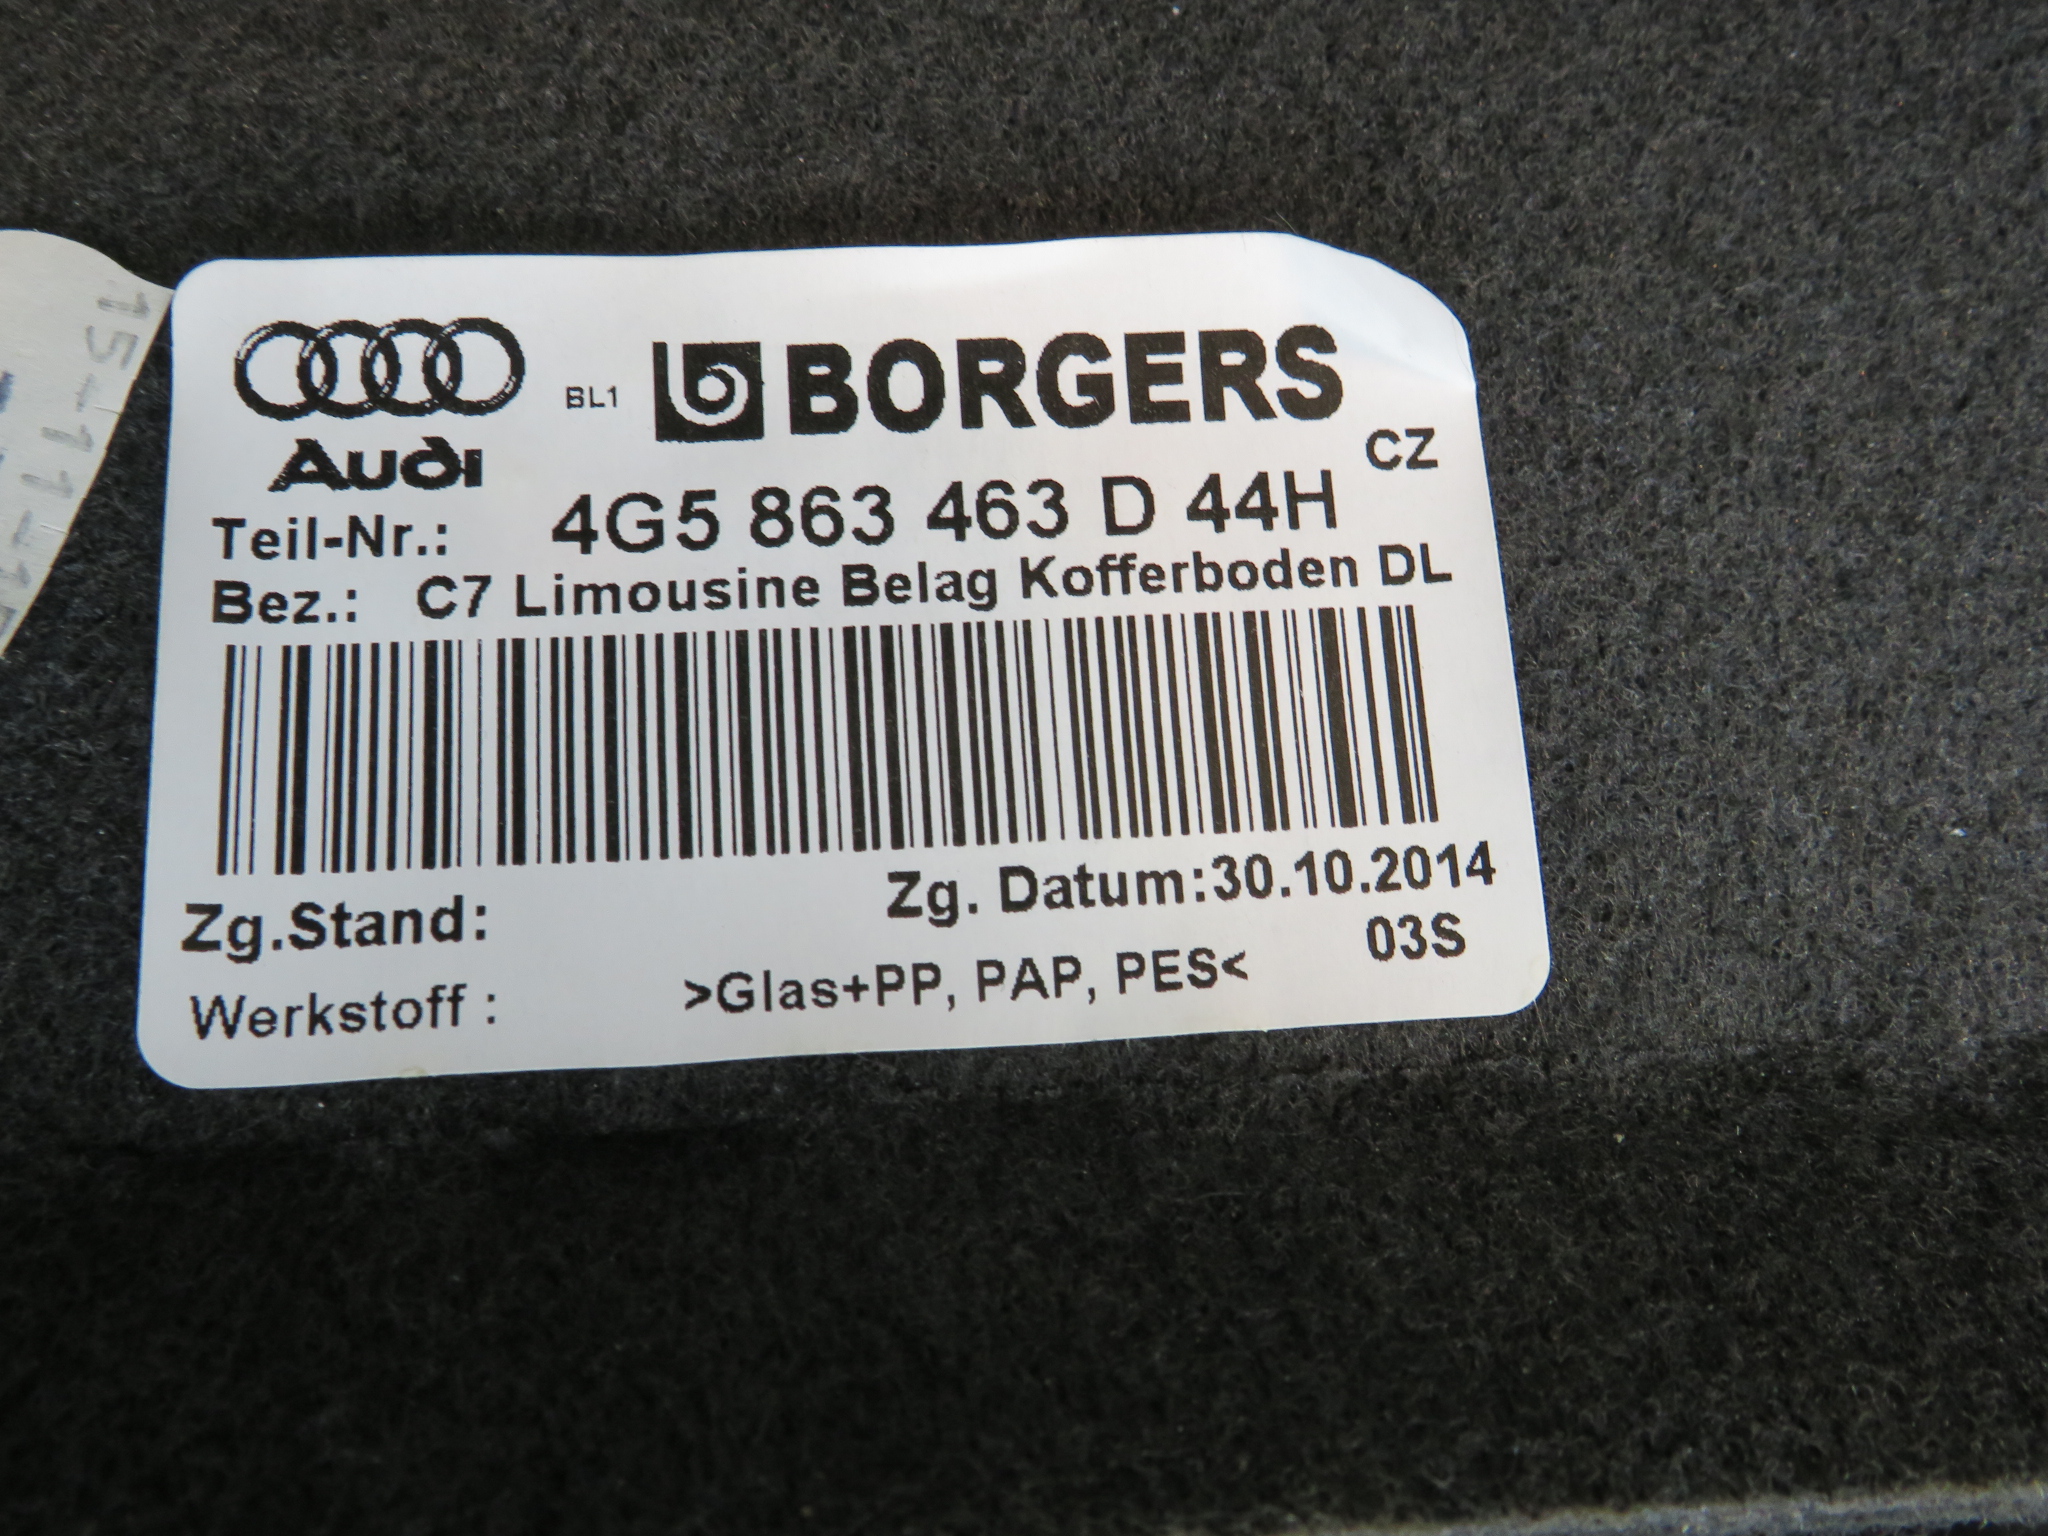 Audi
BL1
BORGERS
CZ
Teil-Nr.: 4G5 863 463 D 44H
Bez.: C7 Limousine Belag Kofferboden DL
Zg.Stand: Zg. Datum:30.10.2014
03S
Werkstoff : >Glas+PP, PAP, PES<